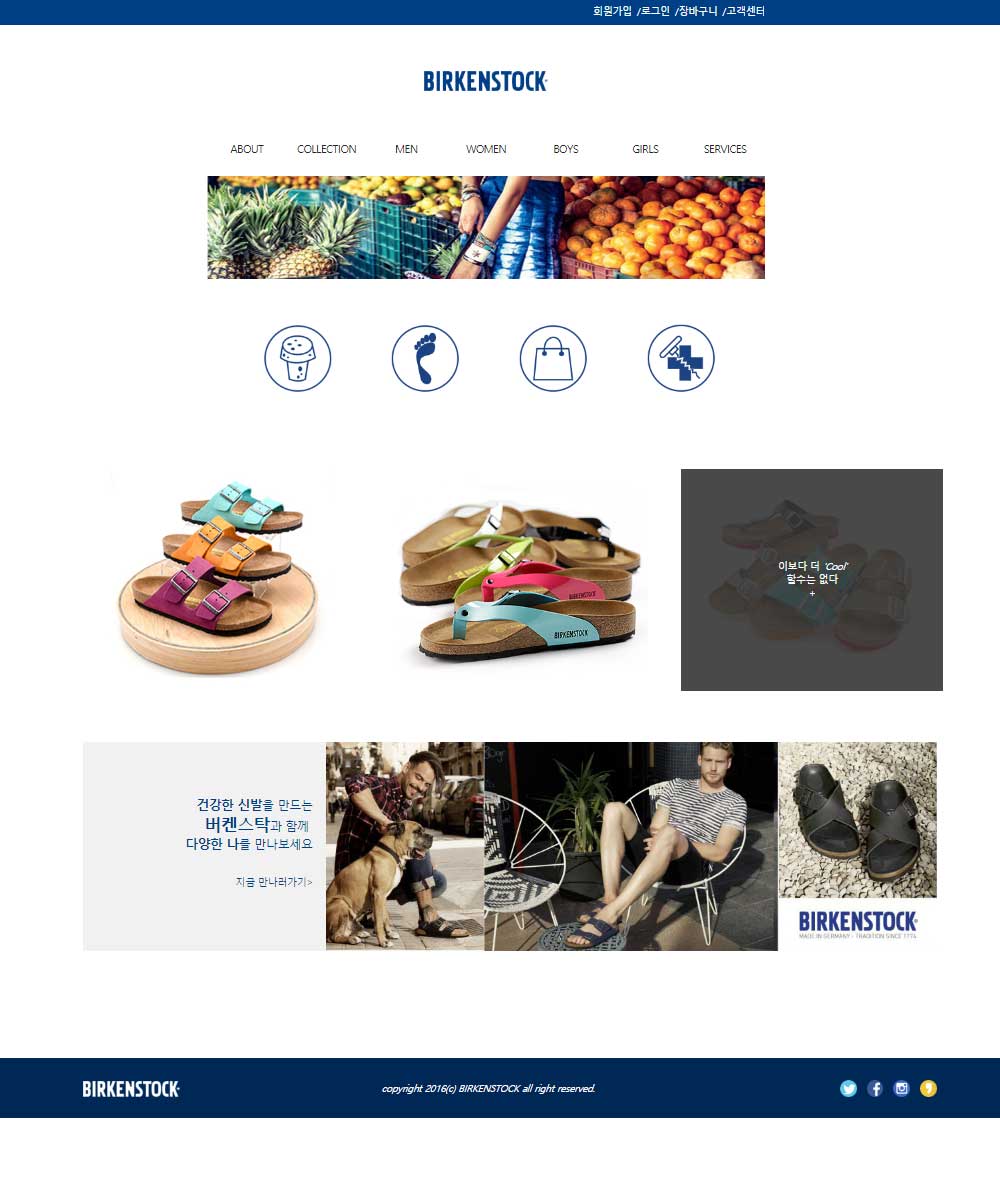 회원가입 /로그인 /장바구니 /고객센터
BIRKENSTOCK
ABOUT COLLECTION MEN WOMEN BOYS GIRLS SERVICES
BIRKENSTOCK
BIRKENSTOCK
이보다 더 'Cool'
할수는 없다
+
건강한 신발을 만드는
버켄스탁과 함께
다양한 나를 만나보세요
지금 만나러가기>
BIRKENSTOCK
MADE IN GERMANY · TRADITION SINCE 1774
BIRKENSTOCK
copyright 2016(c) BIRKENSTOCK all right reserved.